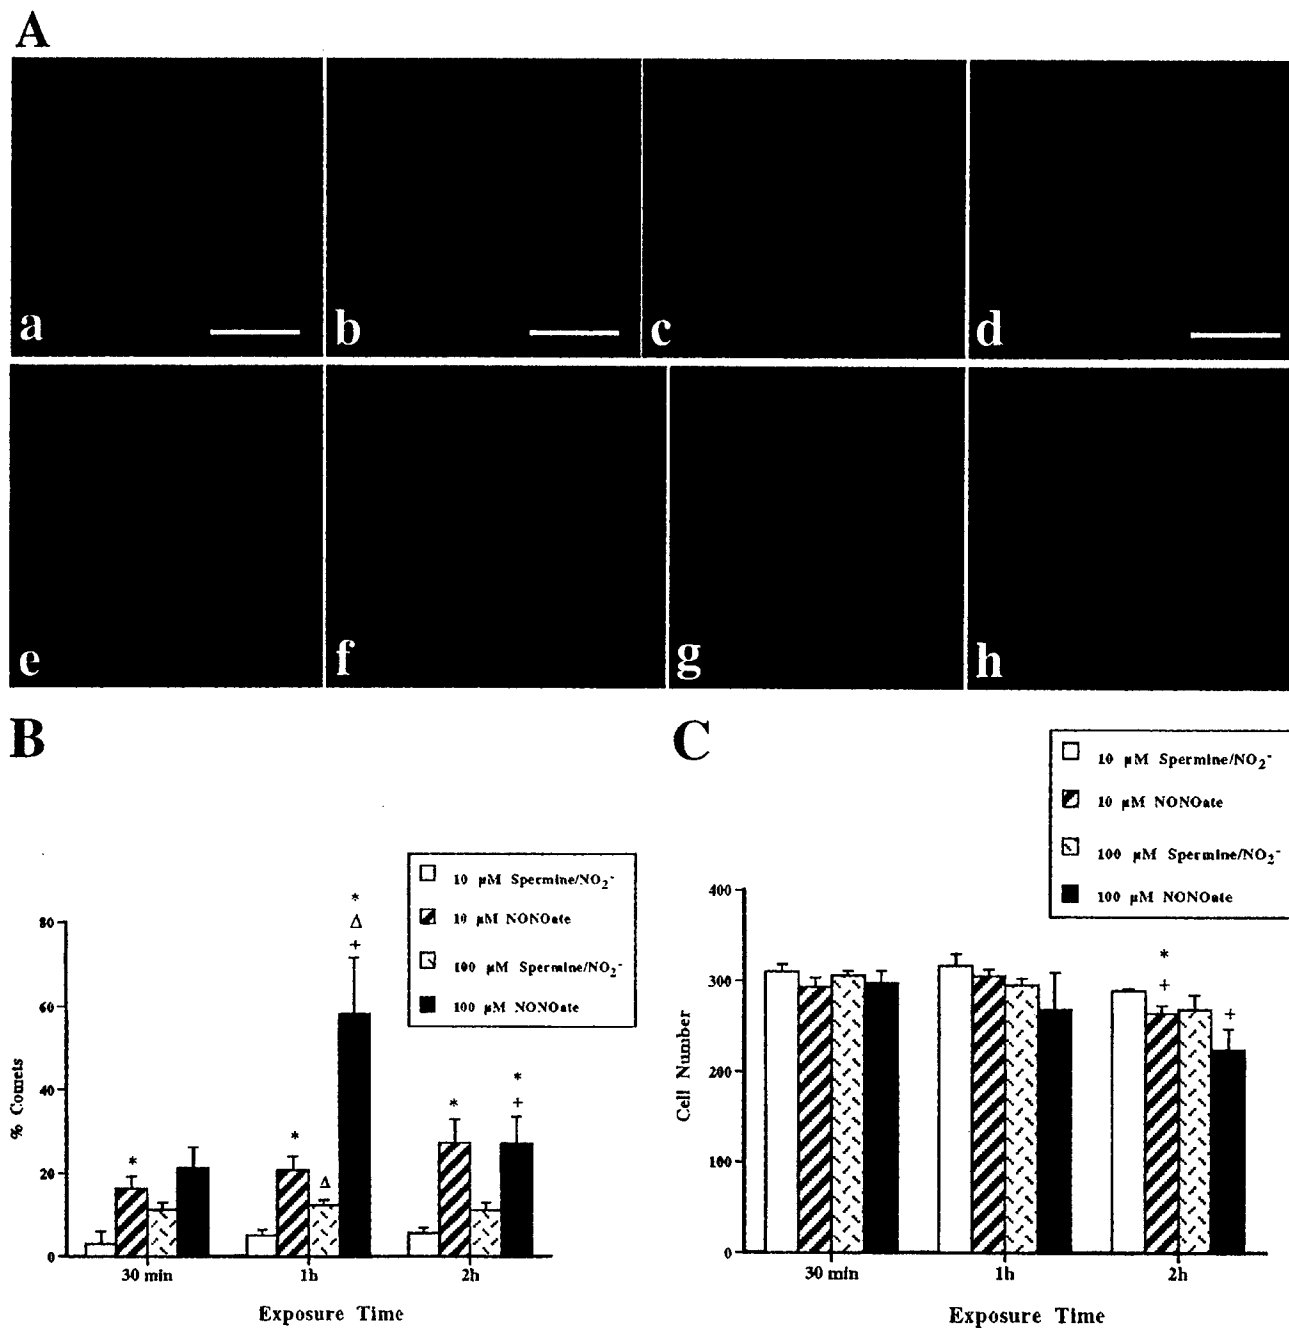 A
a
b
c
d
e
f
g
h
B
10 µM Spermine/NO2-
10 µM NONOate
100 µM Spermine/NO2-
100 µM NONOate
80
60
40
20
0
% Comets
*
*
Δ
*
Δ
+
*
*
+
30 min
1h
2h
Exposure Time
C
10 µM Spermine/NO2-
10 µM NONOate
100 µM Spermine/NO2-
100 µM NONOate
400
300
200
100
0
Cell Number
*
+
+
30 min
1h
2h
Exposure Time